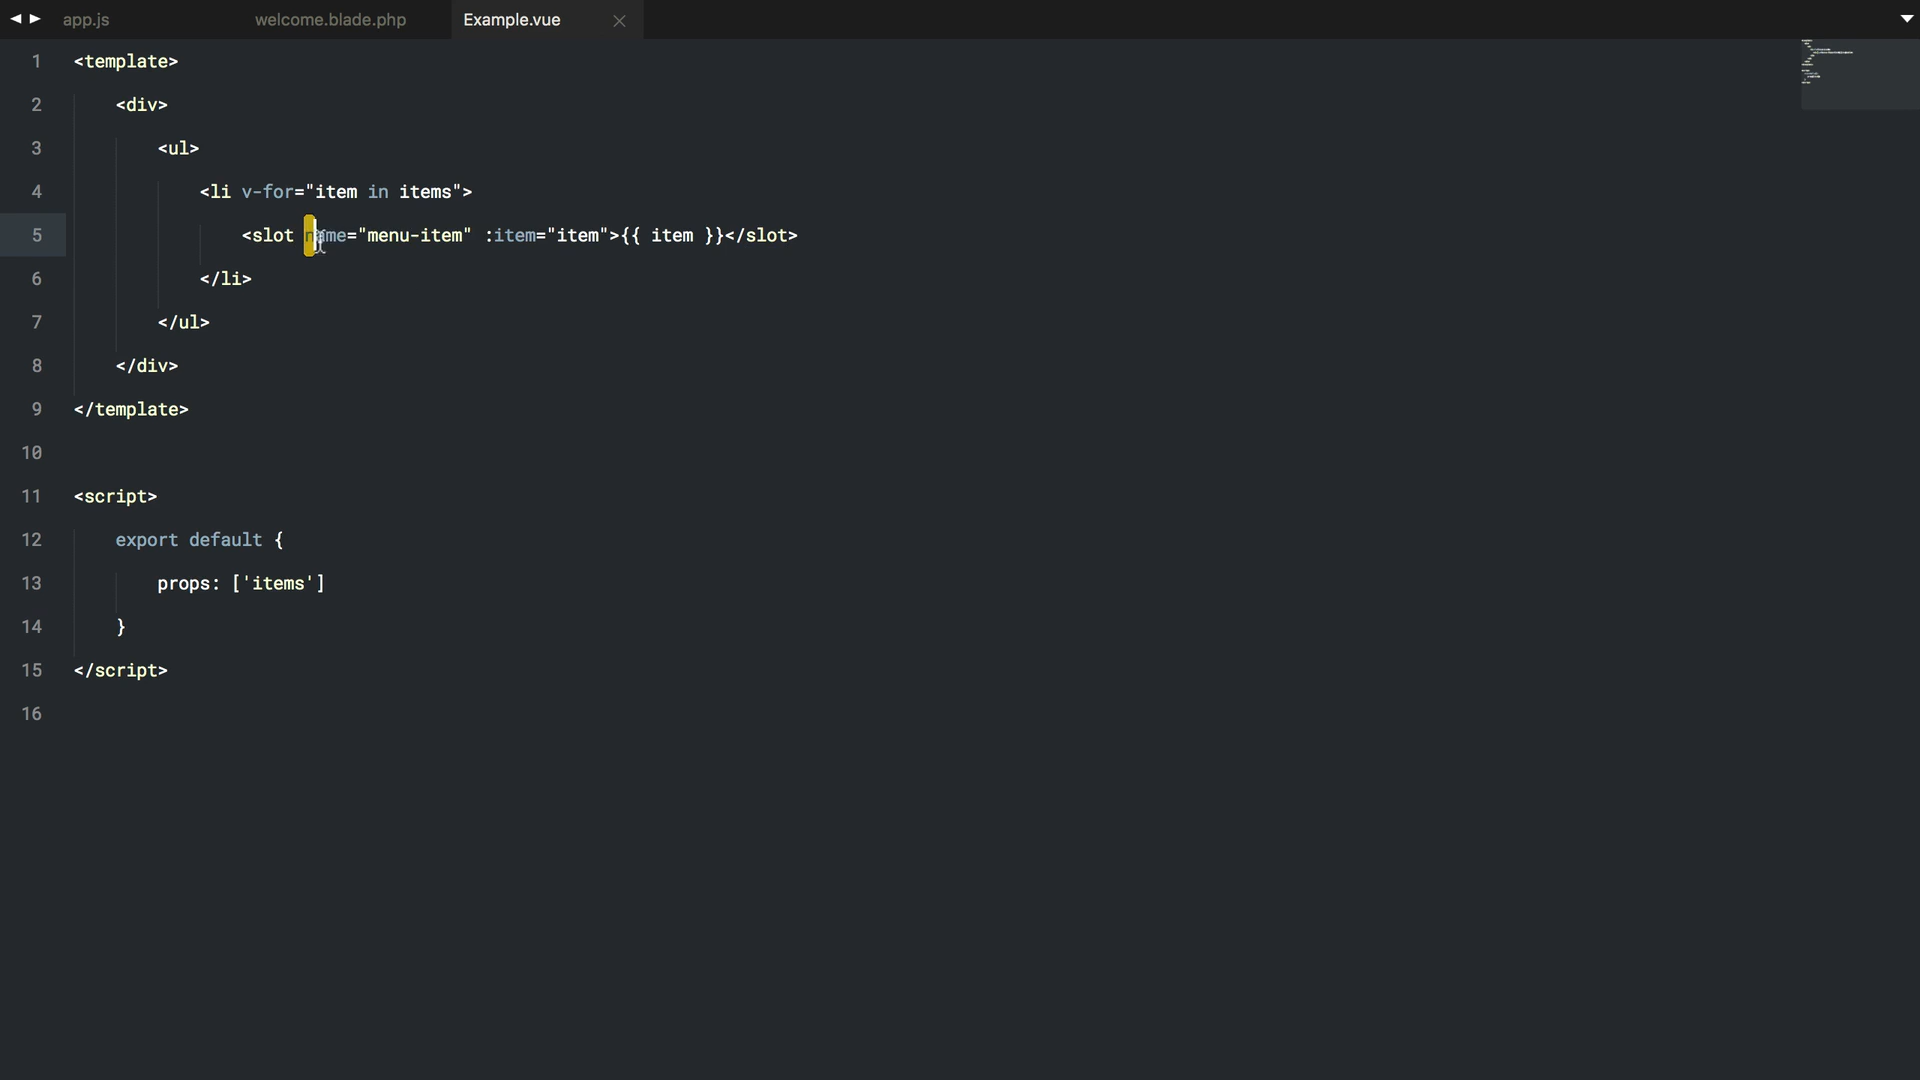 app.js welcome.blade.php Example.vue
1 <template>
2 <div>
3 <ul>
4 <li v-for="item in items">
5 <slot name="menu-item" :item="item">{{ item }}</slot>
6 </li>
7 </ul>
8 </div>
9 </template>
10
11 <script>
12 export default {
13 props: ['items']
14 }
15 </script>
16